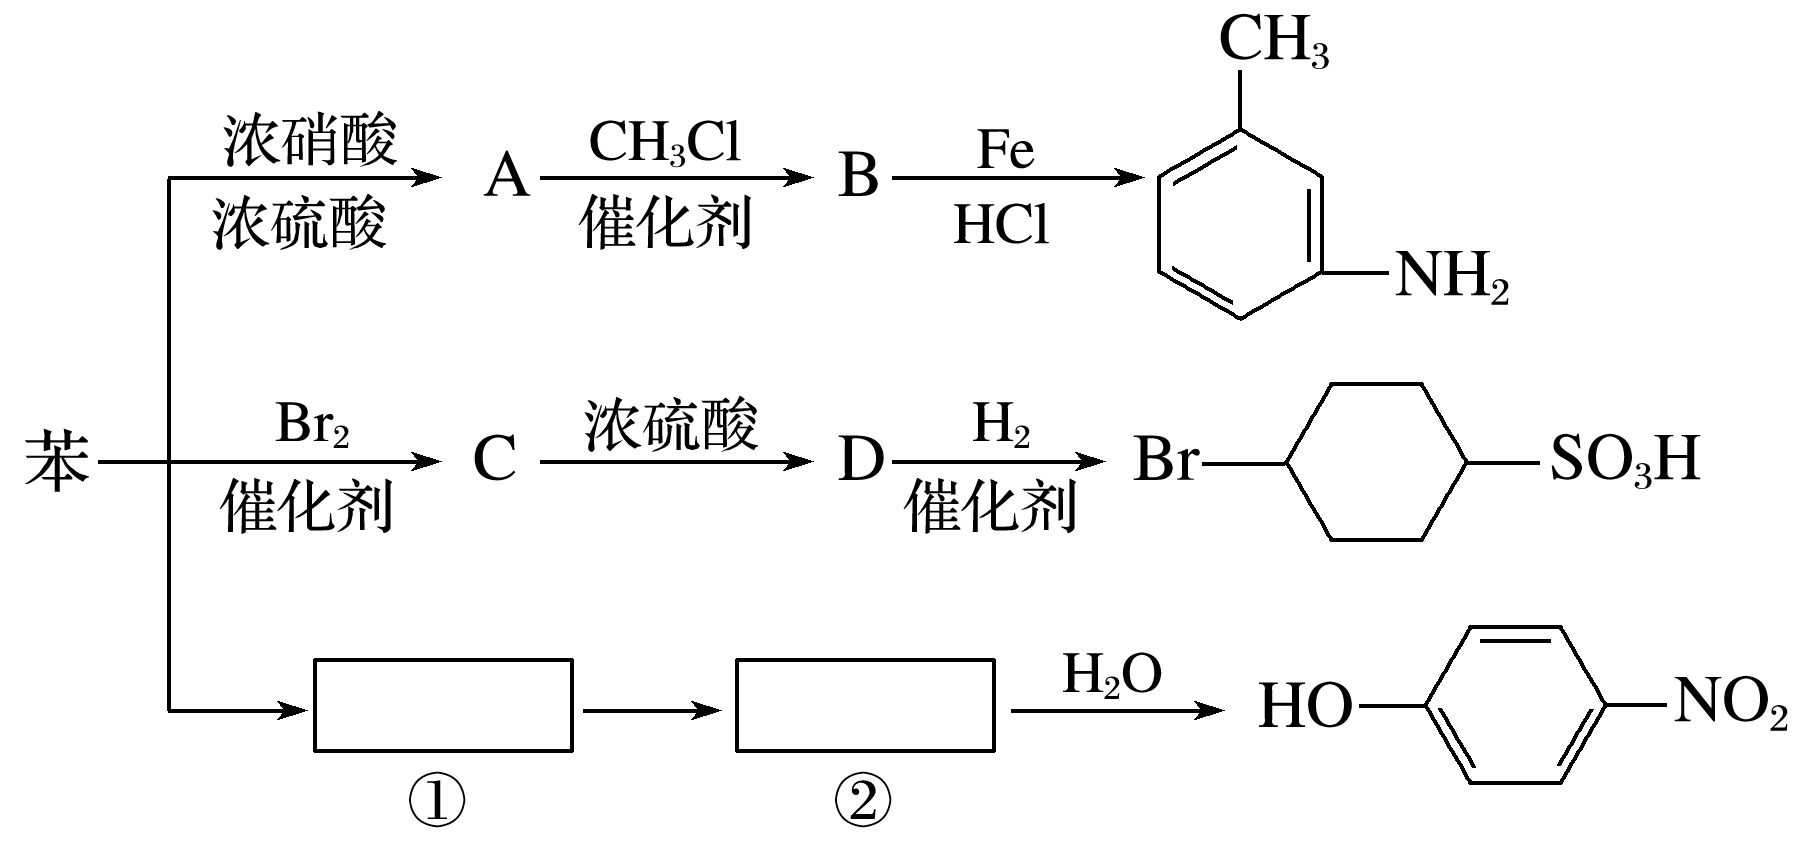 CH₃
浓硝酸 A CH₃Cl B Fe
浓硫酸 催化剂 HCl
NH₂
苯 Br₂ C 浓硫酸 D H₂ Br SO₃H
催化剂 催化剂
H₂O HO NO₂
① ②